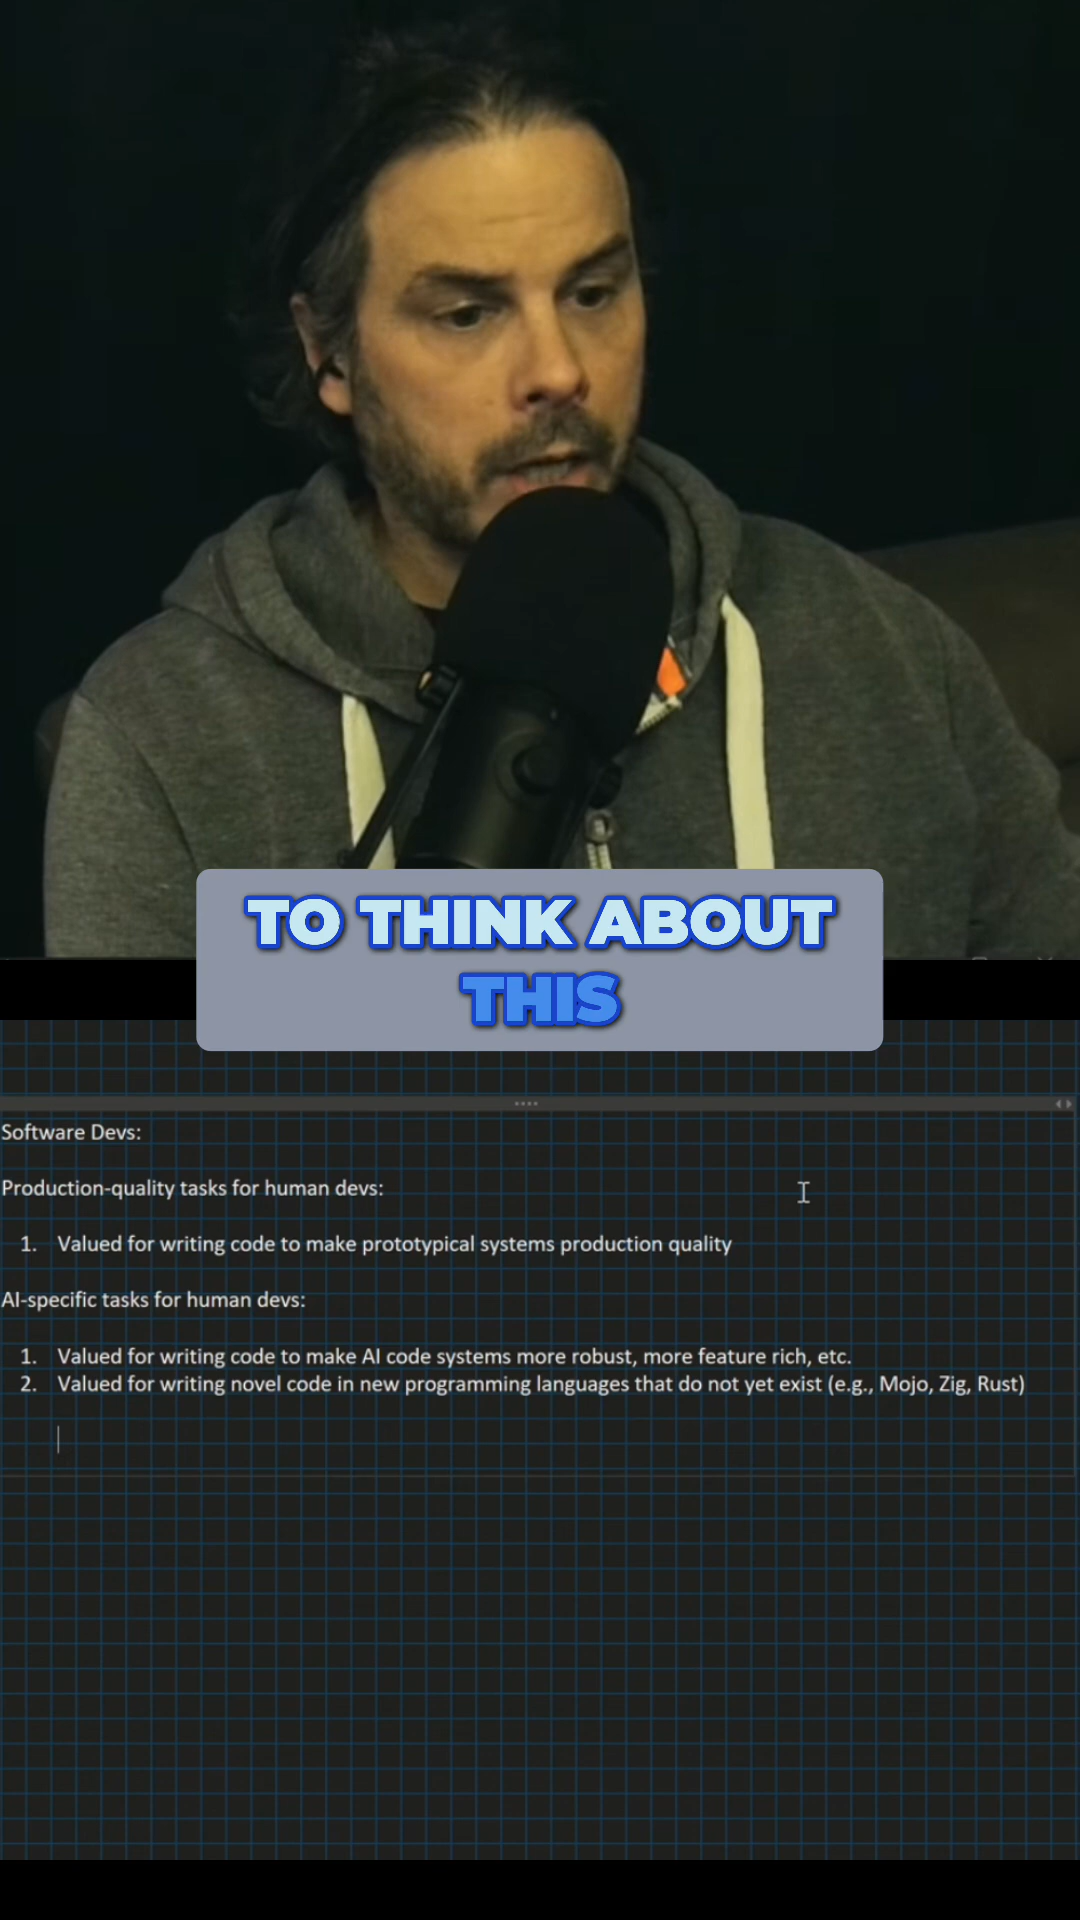 TO THINK ABOUT
THIS
Software Devs:
Production-quality tasks for human devs:
1. Valued for writing code to make prototypical systems production quality
AI-specific tasks for human devs:
1. Valued for writing code to make AI code systems more robust, more feature rich, etc.
2. Valued for writing novel code in new programming languages that do not yet exist (e.g., Mojo, Zig, Rust)